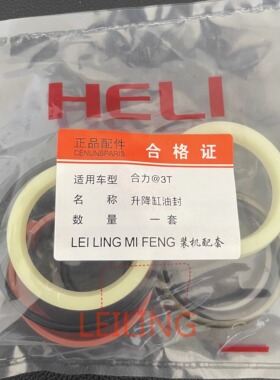 HELI
正品配件
DENUINSPARIS
合格证
适用车型 合力@3T
名 称 升降缸油封
数 量 一套
LEI LING MI FENG 装机配套
LEILING